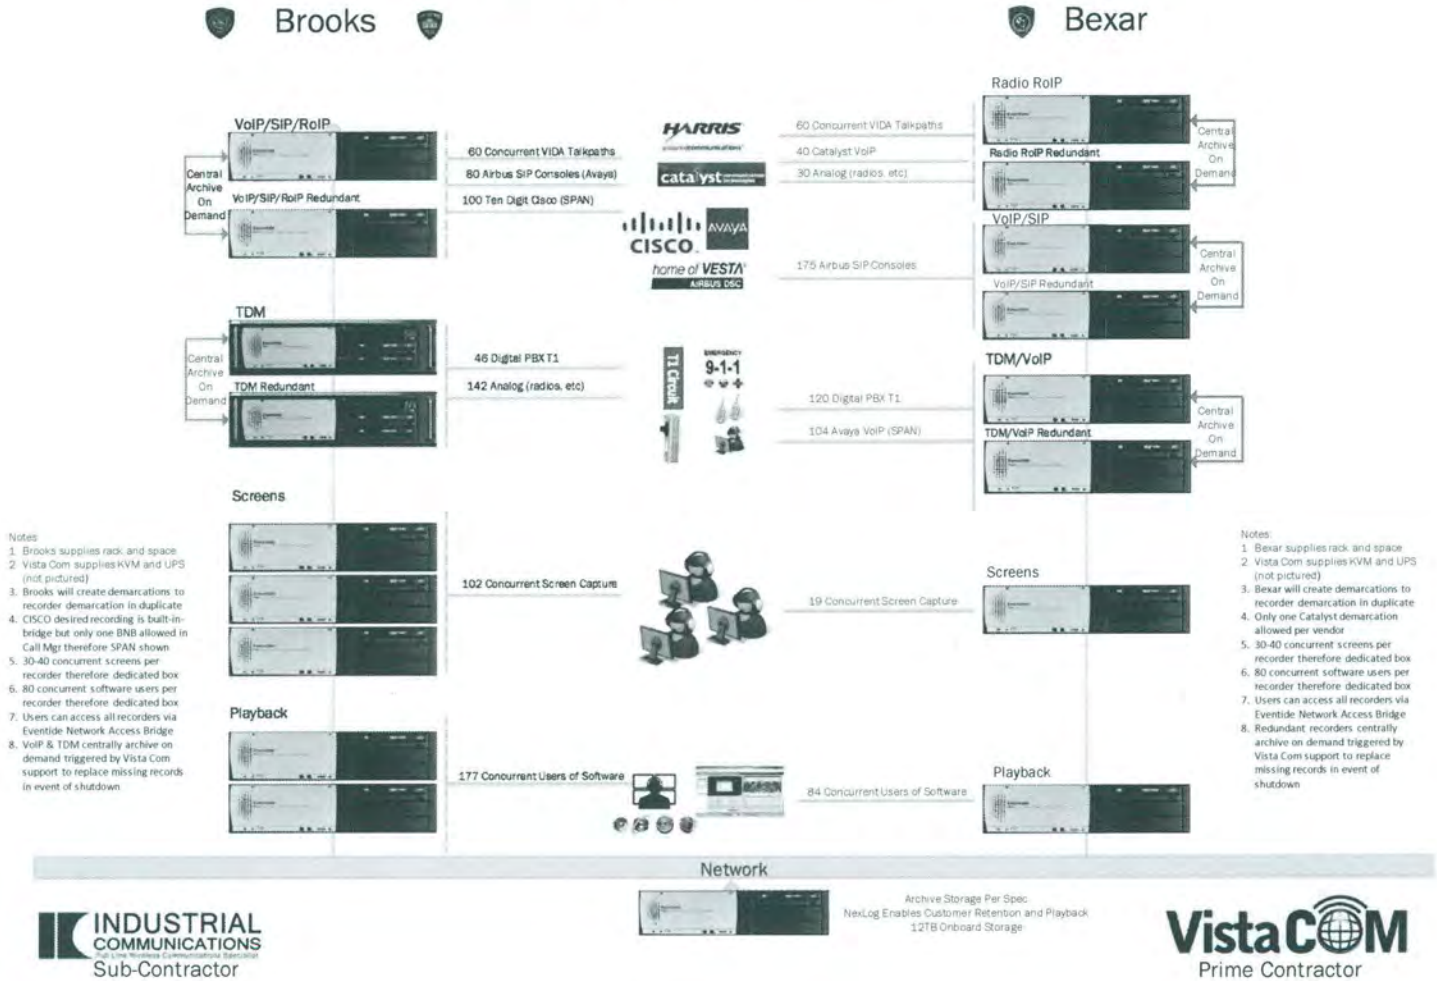 Brooks
VoIP/SIP/RoIP
Central
Archive
On
Demand
VoIP/SIP/RoIP Redundant
60 Concurrent VIDA Talkpaths
80 Airbus SIP Consoles (Avaya)
100 Ten Digit Cisco (SPAN)
TDM
Central
Archive
On
Demand
TDM Redundant
46 Digital PBX T1
142 Analog (radios, etc)
Screens
102 Concurrent Screen Capture
Playback
177 Concurrent Users of Software
Notes
1 Brooks supplies rack and space
2 Vista Com supplies KVM and UPS
(not pictured)
3. Brooks will create demarcations to
recorder demarcation in duplicate
4. CISCO desired recording is built-in-
bridge but only one BNB allowed in
Call Mgr therefore SPAN shown
5. 30-40 concurrent screens per
recorder therefore dedicated box
6. 80 concurrent software users per
recorder therefore dedicated box
7. Users can access all recorders via
Eventide Network Access Bridge
8. VoIP & TDM centrally archive on
demand triggered by Vista Com
support to replace missing records
in event of shutdown
HARRIS
catalyst
CISCO
AVAYA
home of VESTA
AIRBUS DSC
T1 Circuit
EMERGENCY
9-1-1
Bexar
Radio RoIP
60 Concurrent VIDA Talkpaths
40 Catalyst VoIP
30 Analog (radios, etc)
Radio RoIP Redundant
Central
Archive
On
Demand
VoIP/SIP
175 Airbus SIP Consoles
VoIP/SIP Redundant
Central
Archive
On
Demand
TDM/VoIP
120 Digital PBX T1
104 Avaya VoIP (SPAN)
TDM/VoIP Redundant
Central
Archive
On
Demand
Screens
19 Concurrent Screen Capture
Playback
84 Concurrent Users of Software
Notes:
1 Bexar supplies rack and space
2 Vista Com supplies KVM and UPS
(not pictured)
3. Bexar will create demarcations to
recorder demarcation in duplicate
4. Only one Catalyst demarcation
allowed per vendor
5. 30-40 concurrent screens per
recorder therefore dedicated box
6. 80 concurrent software users per
recorder therefore dedicated box
7. Users can access all recorders via
Eventide Network Access Bridge
8. Redundant recorders centrally
archive on demand triggered by
Vista Com support to replace
missing records in event of
shutdown
Network
Archive Storage Per Spec
NexLog Enables Customer Retention and Playback
12TB Onboard Storage
INDUSTRIAL
COMMUNICATIONS
Full Line Wireless Communications Specialist
Sub-Contractor
VistaCOM
Prime Contractor